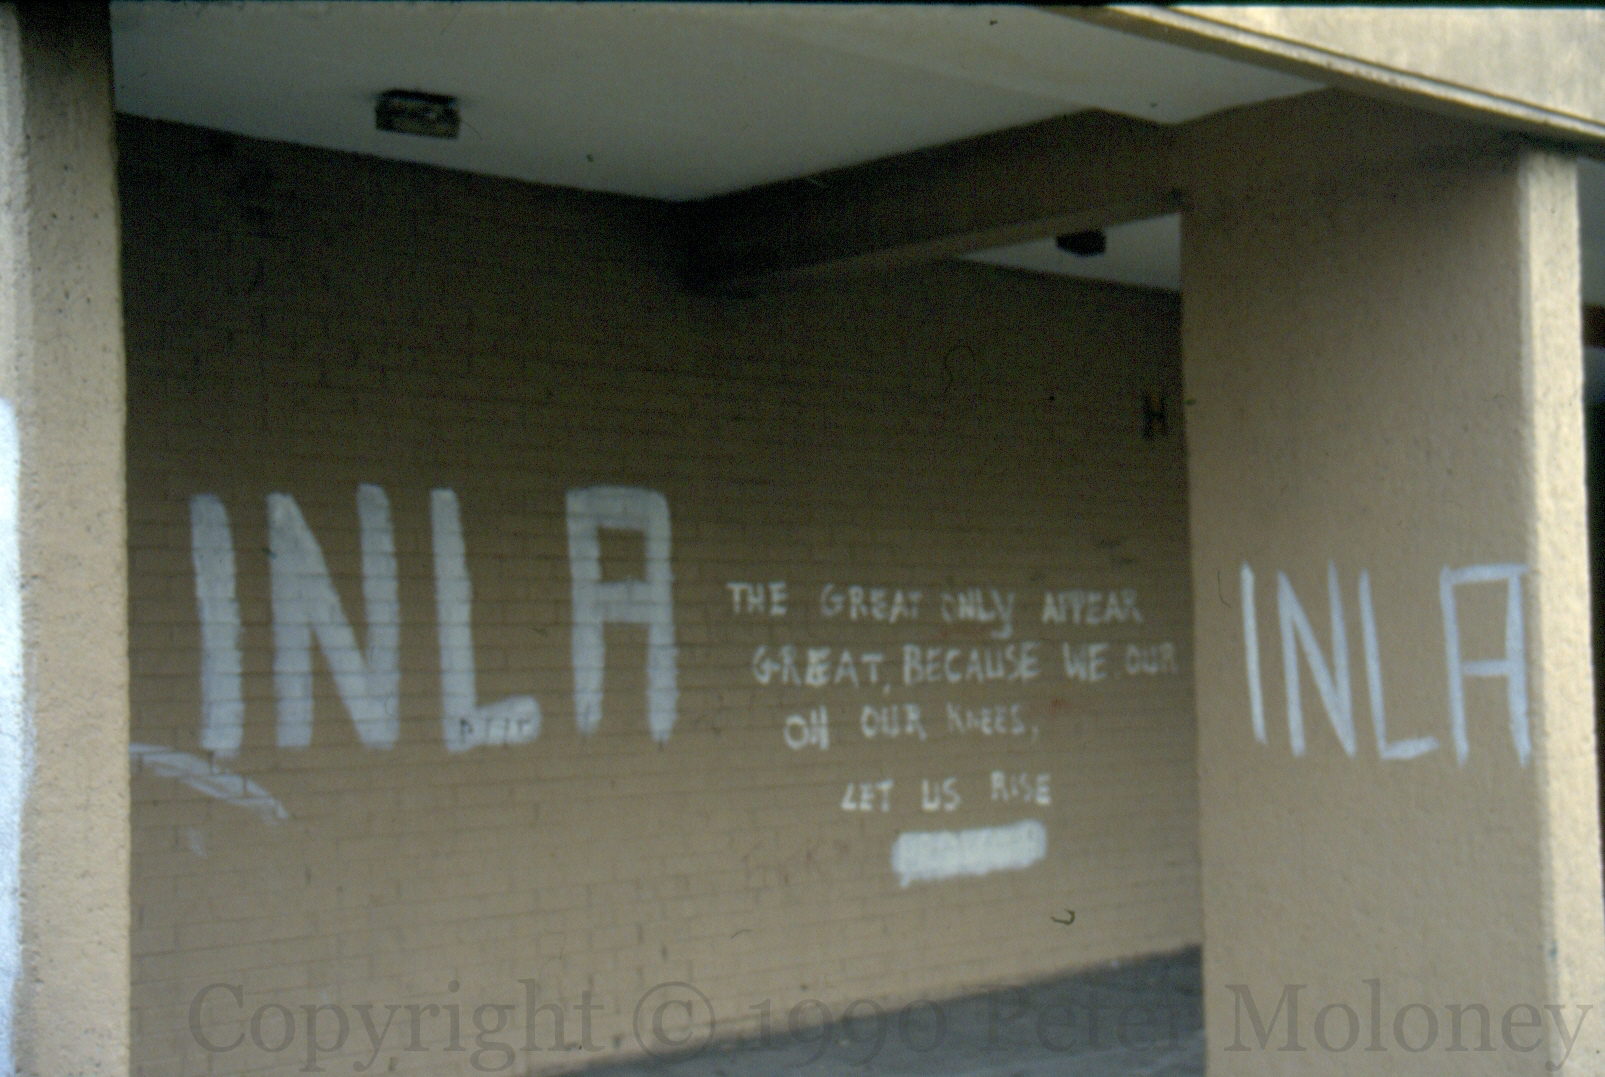 INLA
THE GREAT ONLY APPEAR
GREAT, BECAUSE WE OUR
ON OUR KNEES,
LET US RISE
INLA
H
Copyright © 1990 Peter Moloney